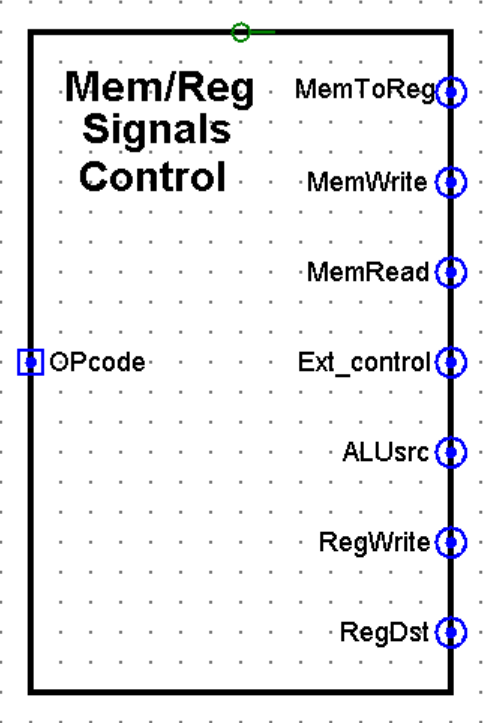 Mem/Reg
Signals
Control
MemToReg
MemWrite
MemRead
OPcode
Ext_control
ALUsrc
RegWrite
RegDst